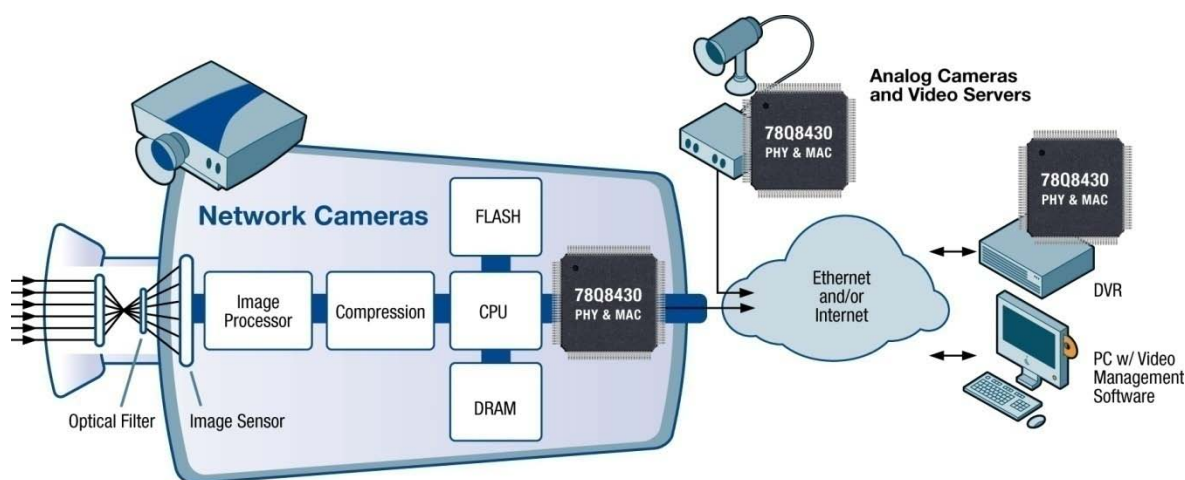 Analog Cameras
and Video Servers
78Q8430
PHY & MAC
78Q8430
PHY & MAC
Network Cameras
FLASH
Image
Processor
Compression
CPU
78Q8430
PHY & MAC
Ethernet
and/or
Internet
DVR
DRAM
PC w/ Video
Management
Software
Optical Filter
Image Sensor